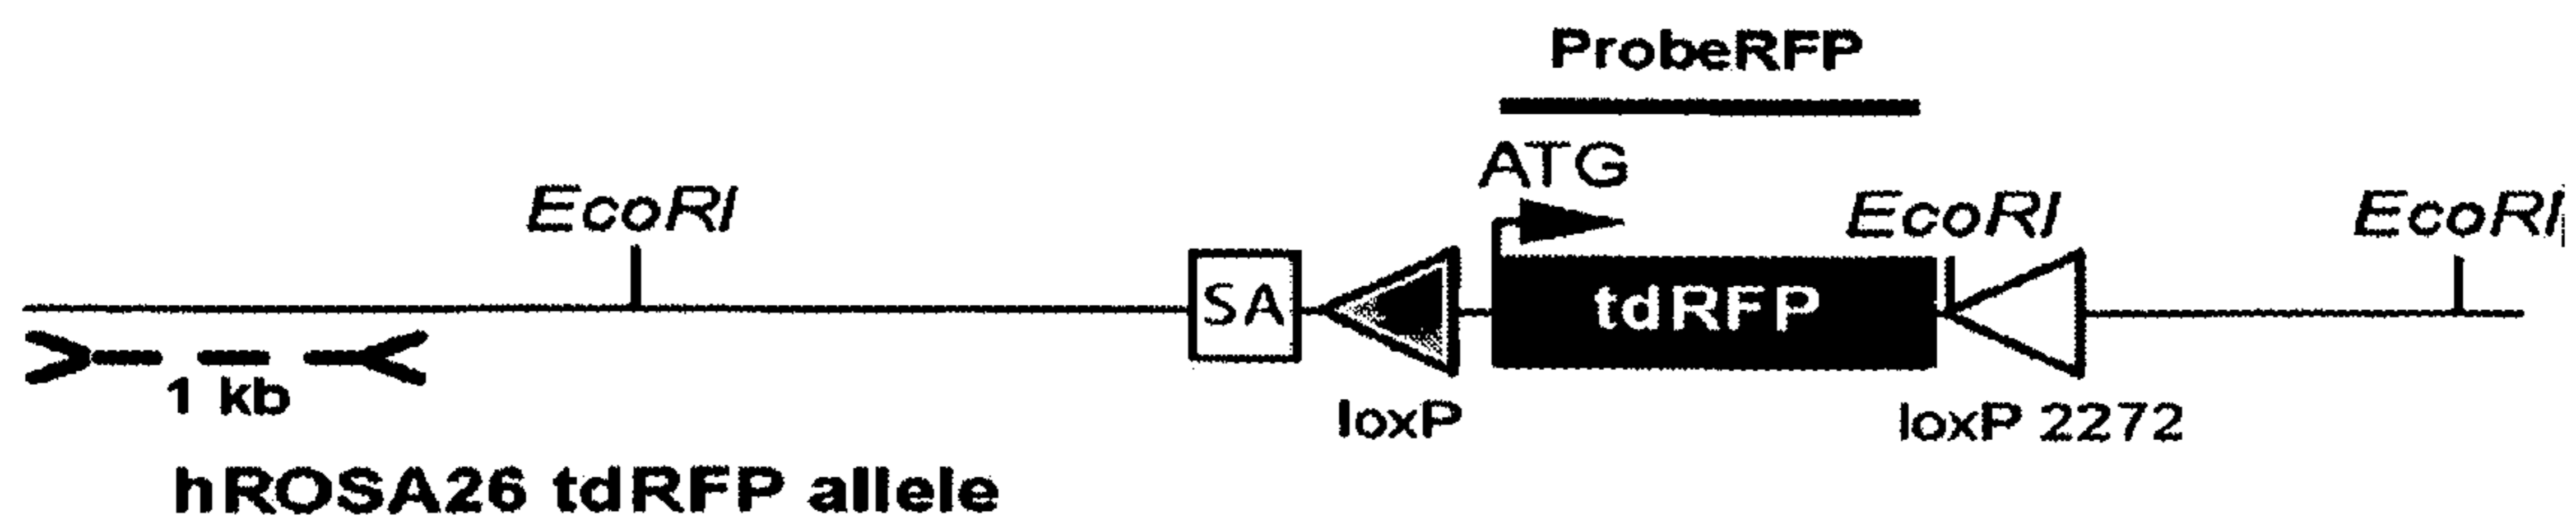 ProbeRFP
ATG
EcoRI EcoRI EcoRI
SA tdRFP
1 kb loxP loxP 2272
hROSA26 tdRFP allele